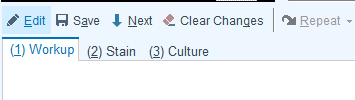 Edit Save Next Clear Changes Repeat
(1) Workup (2) Stain (3) Culture